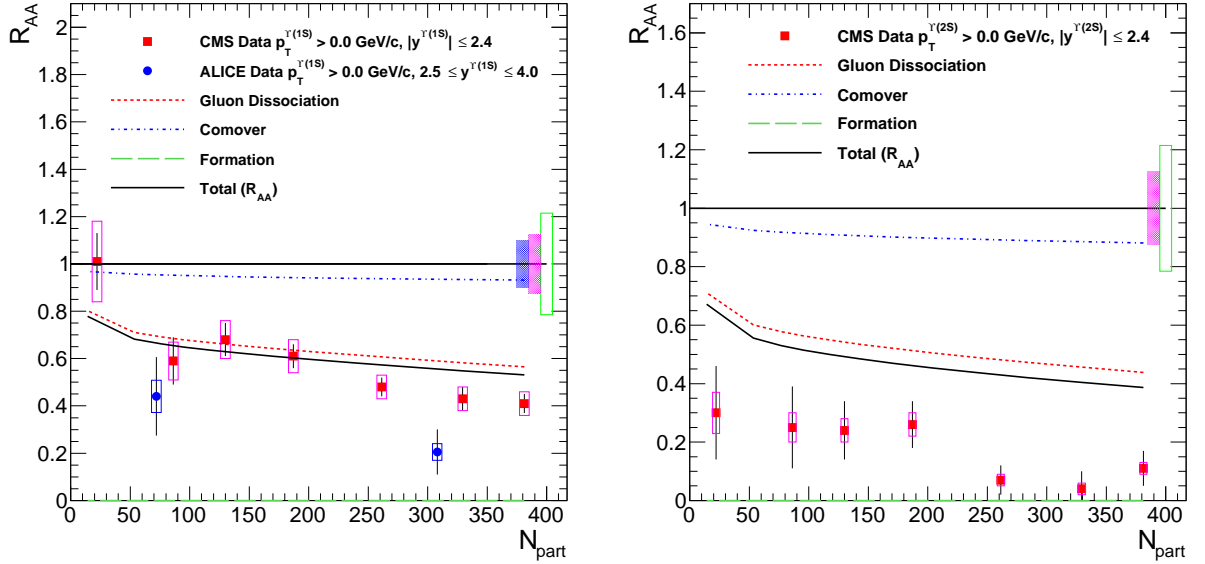 R_AA
CMS Data p_T^ϒ(1S) > 0.0 GeV/c, |y^ϒ(1S)| ≤ 2.4
ALICE Data p_T^ϒ(1S) > 0.0 GeV/c, 2.5 ≤ y^ϒ(1S) ≤ 4.0
Gluon Dissociation
Comover
Formation
Total (R_AA)
2
1.8
1.6
1.4
1.2
1
0.8
0.6
0.4
0.2
0
0 50 100 150 200 250 300 350 400
N_part
R_AA
CMS Data p_T^ϒ(2S) > 0.0 GeV/c, |y^ϒ(2S)| ≤ 2.4
Gluon Dissociation
Comover
Formation
Total (R_AA)
1.6
1.4
1.2
1
0.8
0.6
0.4
0.2
0
0 50 100 150 200 250 300 350 400
N_part